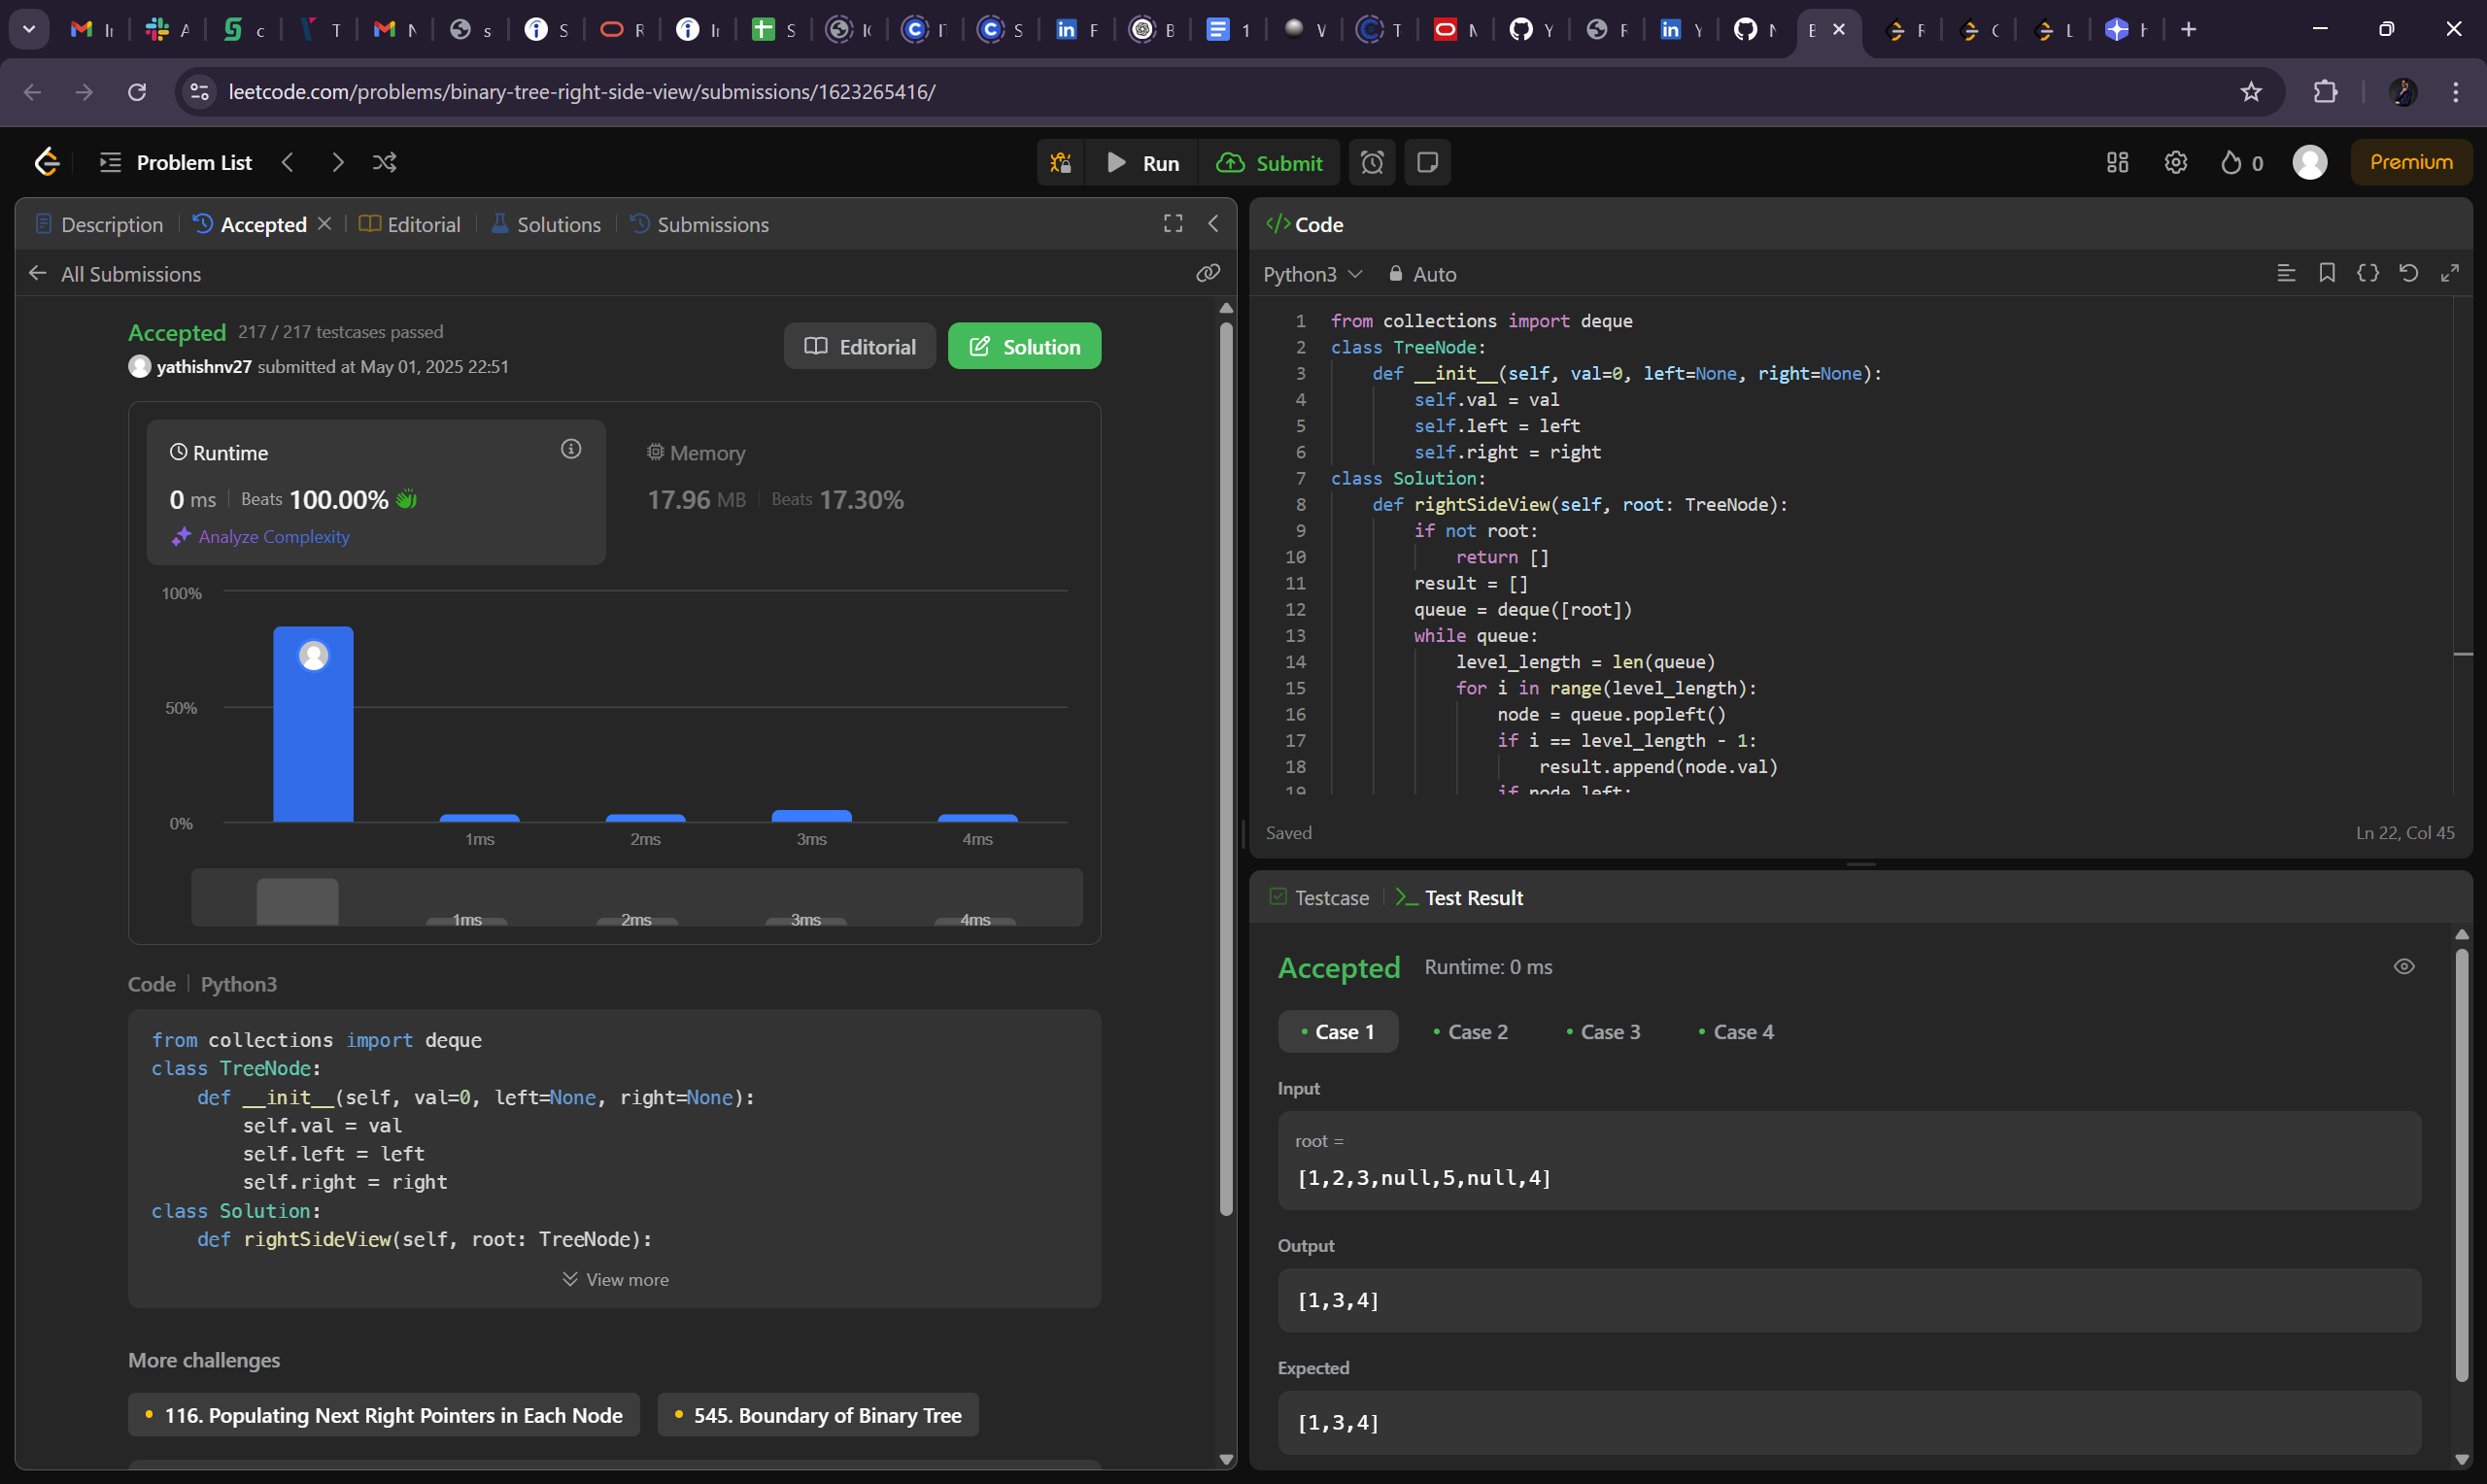 leetcode.com/problems/binary-tree-right-side-view/submissions/1623265416/
Problem List
Run
Submit
0
Premium
Description
Accepted
Editorial
Solutions
Submissions
All Submissions
Accepted 217 / 217 testcases passed
yathishnv27 submitted at May 01, 2025 22:51
Editorial
Solution
Runtime
0 ms Beats 100.00%
Analyze Complexity
Memory
17.96 MB Beats 17.30%
100%
50%
0%
1ms 2ms 3ms 4ms
1ms 2ms 3ms 4ms
Code Python3
from collections import deque
class TreeNode:
    def __init__(self, val=0, left=None, right=None):
        self.val = val
        self.left = left
        self.right = right
class Solution:
    def rightSideView(self, root: TreeNode):
View more
More challenges
116. Populating Next Right Pointers in Each Node
545. Boundary of Binary Tree
</> Code
Python3 Auto
1 from collections import deque
2 class TreeNode:
3     def __init__(self, val=0, left=None, right=None):
4         self.val = val
5         self.left = left
6         self.right = right
7 class Solution:
8     def rightSideView(self, root: TreeNode):
9         if not root:
10             return []
11         result = []
12         queue = deque([root])
13         while queue:
14             level_length = len(queue)
15             for i in range(level_length):
16                 node = queue.popleft()
17                 if i == level_length - 1:
18                     result.append(node.val)
19                 if node.left:
Saved
Ln 22, Col 45
Testcase
Test Result
Accepted Runtime: 0 ms
Case 1 Case 2 Case 3 Case 4
Input
root =
[1,2,3,null,5,null,4]
Output
[1,3,4]
Expected
[1,3,4]